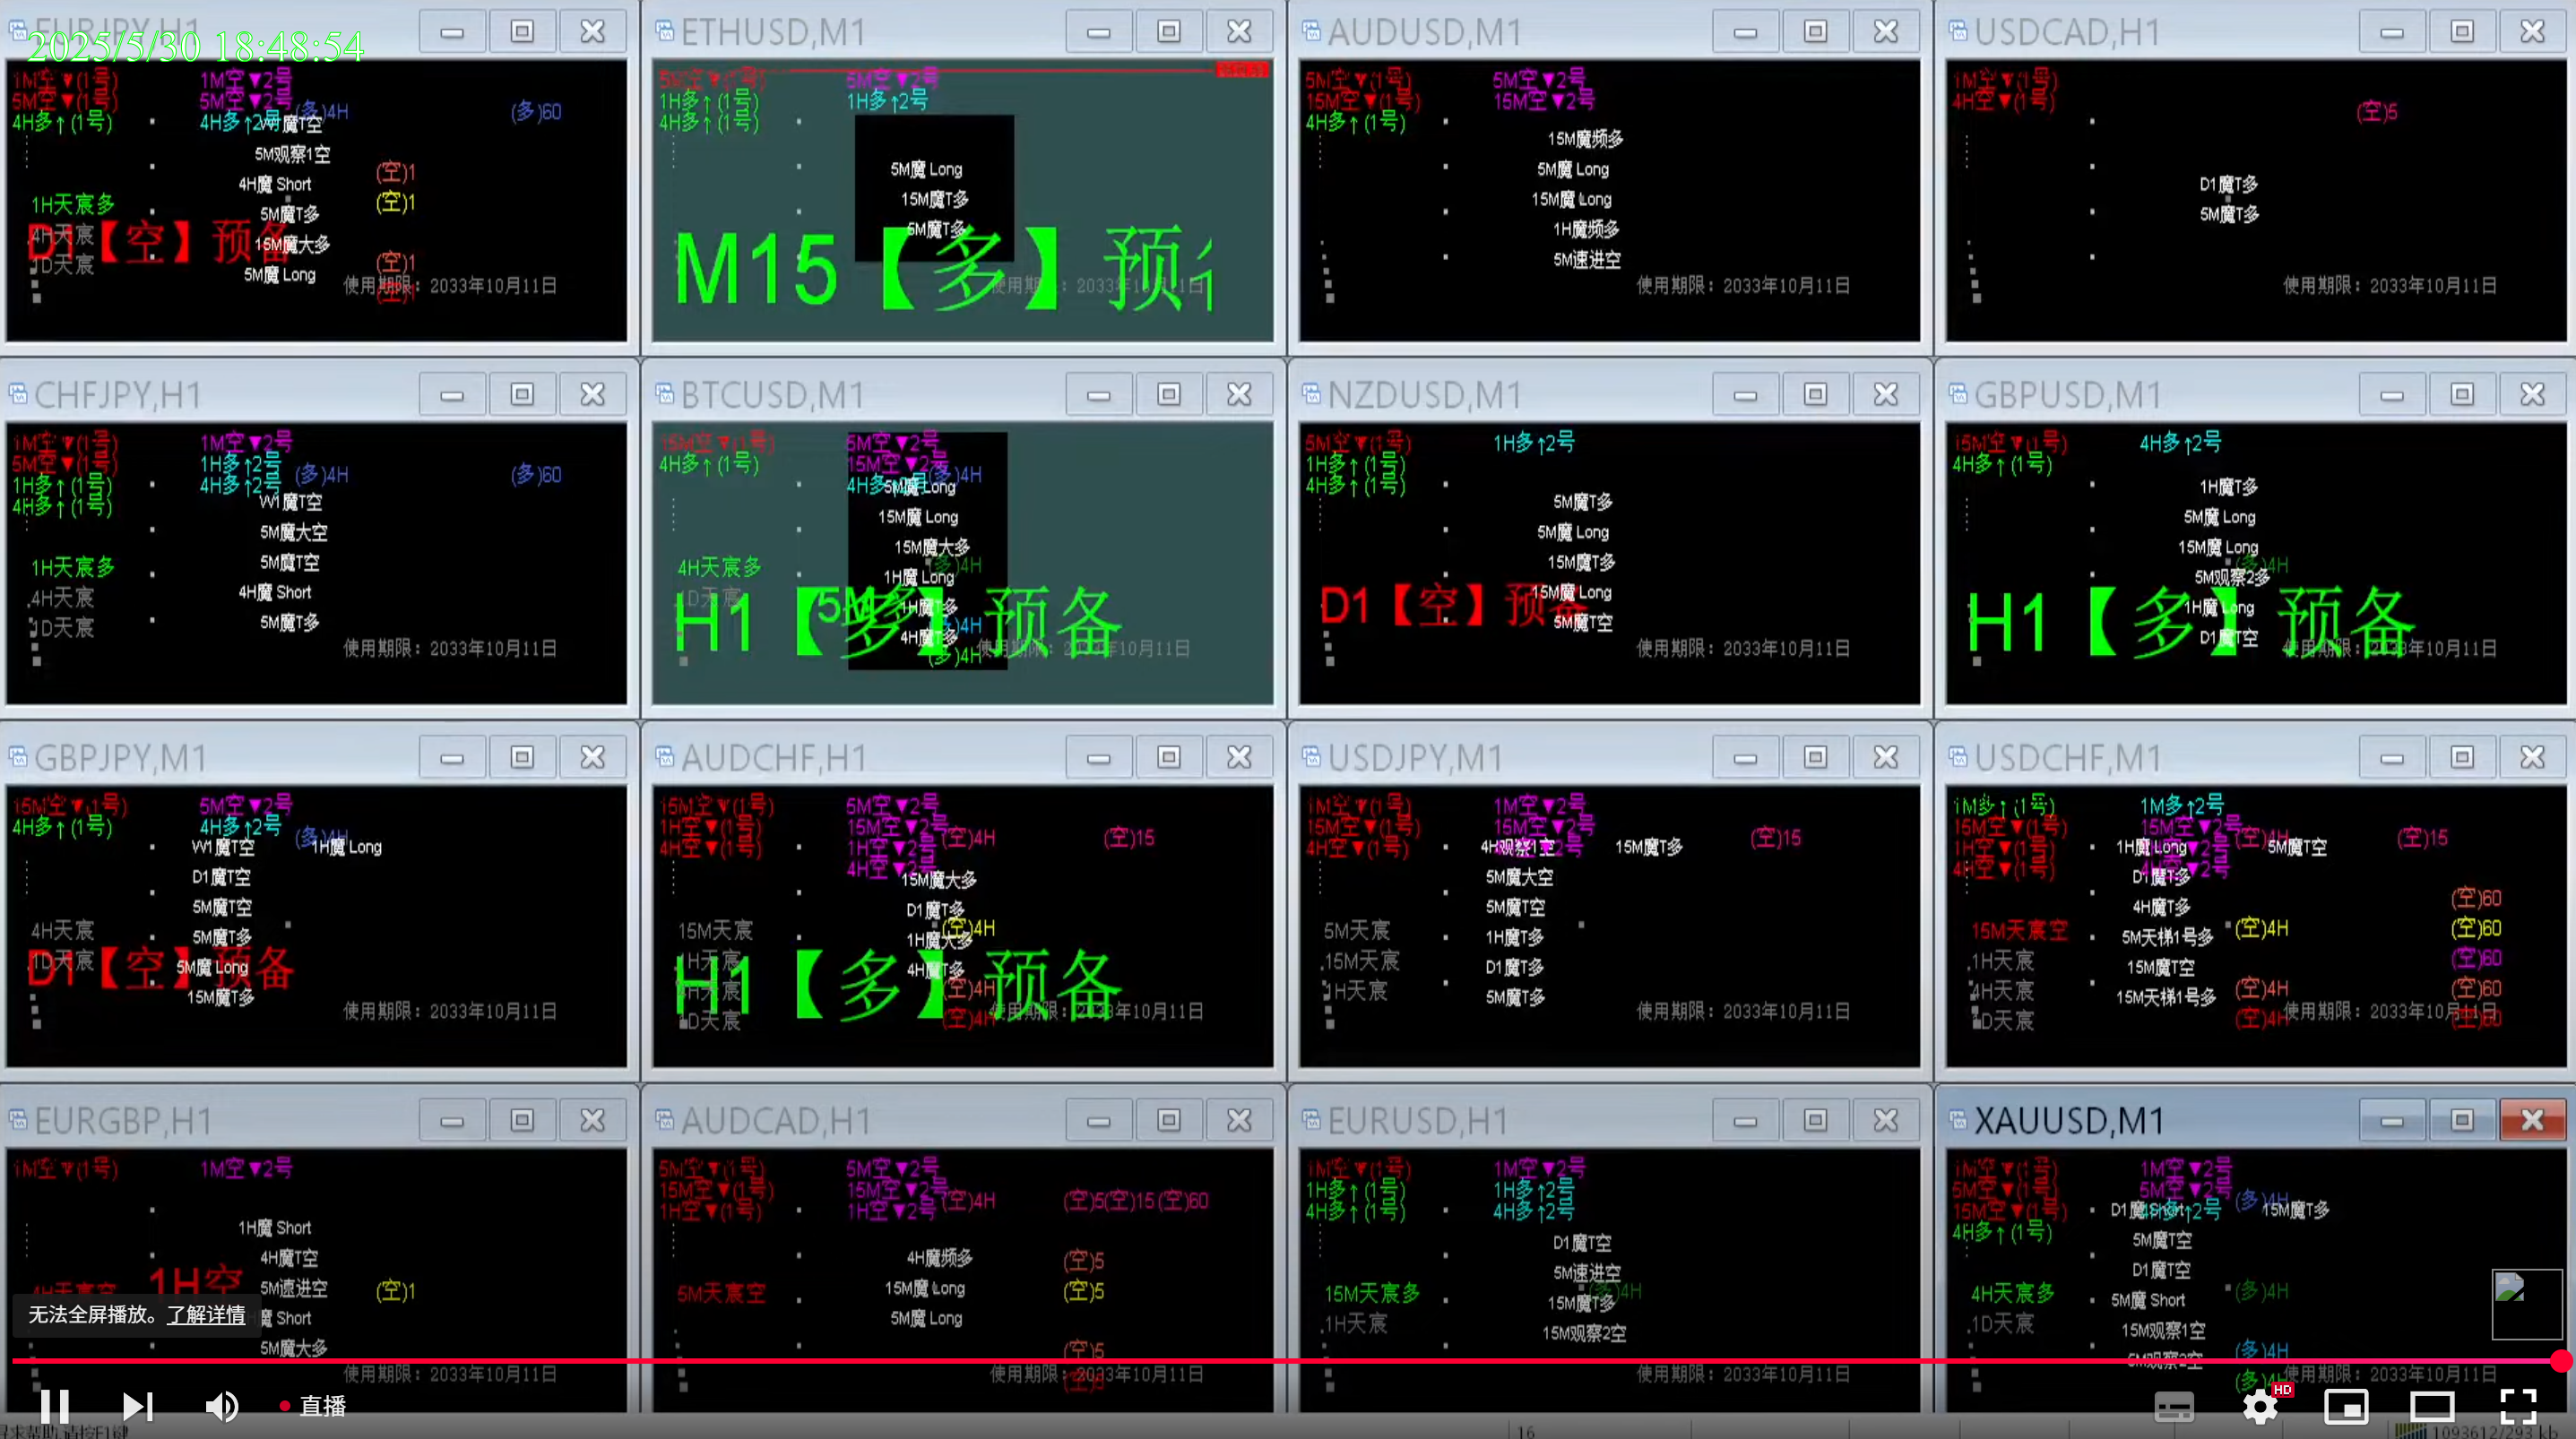 EURJPY,H1
2025/5/30 18:48:54
1M空▼(1号) 1M空▼2号
5M空▼(1号) 5M空▼2号 (多)4H (多)60
4H多↑(1号) 4H多↑2号 W1魔T空
5M观察1空
(空)1
4H魔 Short
1H天宸多 (空)1
5M魔T多
D1【空】预备
4H天宸 15M魔大多
1D天宸 (空)1
5M魔 Long
使用期限：2033年10月11日
ETHUSD,M1
5M空▼(1号) 5M空▼2号
1H多↑(1号) 1H多↑2号
4H多↑(1号)
5M魔 Long
15M魔T多
5M魔T多
M15【多】预
AUDUSD,M1
5M空▼(1号) 5M空▼2号
15M空▼(1号) 15M空▼2号
4H多↑(1号)
15M魔频多
5M魔 Long
15M魔 Long
1H魔频多
5M速进空
使用期限：2033年10月11日
USDCAD,H1
1M空▼(1号)
4H空▼(1号) (空)5
D1魔T多
5M魔T多
使用期限：2033年10月11日
CHFJPY,H1
1M空▼(1号) 1M空▼2号
5M空▼(1号) 1H多↑2号 (多)4H (多)60
1H多↑(1号) 4H多↑2号
4H多↑(1号) W1魔T空
5M魔大空
1H天宸多 5M魔T空
4H天宸 4H魔 Short
1D天宸 5M魔T多
使用期限：2033年10月11日
BTCUSD,M1
15M空▼(1号) 5M空▼2号
4H多↑(1号) 15M空▼2号 (多)4H
4H多 5M魔 Long
15M魔 Long
15M魔大多
4H天宸多 (多)4H
1D天宸 1H魔 Long
H1【多】预备
5M
1H魔T多
4H魔T多
(多)4H
使用期限：2033年10月11日
NZDUSD,M1
5M空▼(1号) 1H多↑2号
1H多↑(1号)
4H多↑(1号)
5M魔T多
5M魔 Long
15M魔T多
15M魔 Long
D1【空】预备
5M魔T空
使用期限：2033年10月11日
GBPUSD,M1
15M空▼(1号) 4H多↑2号
4H多↑(1号)
1H魔T多
5M魔 Long
15M魔 Long
(多)4H
5M观察2多
1H魔 Long
H1【多】预备
D1魔T空
使用期限：2033年10月11日
GBPJPY,M1
15M空▼(1号) 5M空▼2号
4H多↑(1号) 4H多↑2号 (多)4H
W1魔T空 1H魔 Long
D1魔T空
5M魔T空
4H天宸 5M魔T多
1D天宸 5M魔 Long
D1【空】预备
15M魔T多
使用期限：2033年10月11日
AUDCHF,H1
15M空▼(1号) 5M空▼2号
1H空▼(1号) 15M空▼2号 (空)4H (空)15
4H空▼(1号) 1H空▼2号
4H空▼2号 15M魔大多
D1魔T多
15M天宸 (空)4H
1H天宸 1H魔大多
4H魔T多
H1【多】预备
4H天宸 (空)4H
1D天宸 (空)4H
使用期限：2033年10月11日
USDJPY,M1
1M空▼(1号) 1M空▼2号
15M空▼(1号) 15M空▼2号 (空)15
4H空▼(1号) 4H观察1空 15M魔T多
5M魔大空
5M魔T空
5M天宸 1H魔T多
15M天宸 D1魔T多
1H天宸 5M魔T多
使用期限：2033年10月11日
USDCHF,M1
1M多↑(1号) 1M多↑2号
15M空▼(1号) 15M空▼2号 (空)4H (空)15
1H空▼(1号) 1H魔 Long 5M魔T空
4H空▼(1号) D1魔T多
4H魔T多 (空)60
15M天宸空 5M天梯1号多 (空)4H (空)60
1H天宸 15M魔T空 (空)60
4H天宸 15M天梯1号多 (空)4H (空)60
1D天宸 (空)4H (空)60
使用期限：2033年10月11日
EURGBP,H1
1M空▼(1号) 1M空▼2号
1H魔 Short
4H魔T空
1H空
4H天宸空 5M速进空 (空)1
魔 Short
5M魔大多
使用期限：2033年10月11日
AUDCAD,H1
5M空▼(1号) 5M空▼2号
15M空▼(1号) 15M空▼2号 (空)4H (空)5(空)15(空)60
1H空▼(1号) 1H空▼2号
4H魔频多 (空)5
5M天宸空 15M魔 Long (空)5
5M魔 Long
(空)5
使用期限：2033年10月11日
EURUSD,H1
1M空▼(1号) 1M空▼2号
1H多↑(1号) 1H多↑2号
4H多↑(1号) 4H多↑2号
D1魔T空
5M速进空
15M天宸多 (多)4H
15M魔T多
1H天宸 15M观察2空
使用期限：2033年10月11日
XAUUSD,M1
1M空▼(1号) 1M空▼2号
5M空▼(1号) 5M空▼2号 (多)4H
15M空▼(1号) D1魔 Short 15M魔T多
4H多↑(1号) 4H多↑2号
5M魔T空
D1魔T空
4H天宸多 5M魔 Short (多)4H
1D天宸 15M观察1空
5M观察2空 (多)4H
使用期限：2033年10月11日
无法全屏播放。了解详情
直播
HD
16
1093612/293 kb